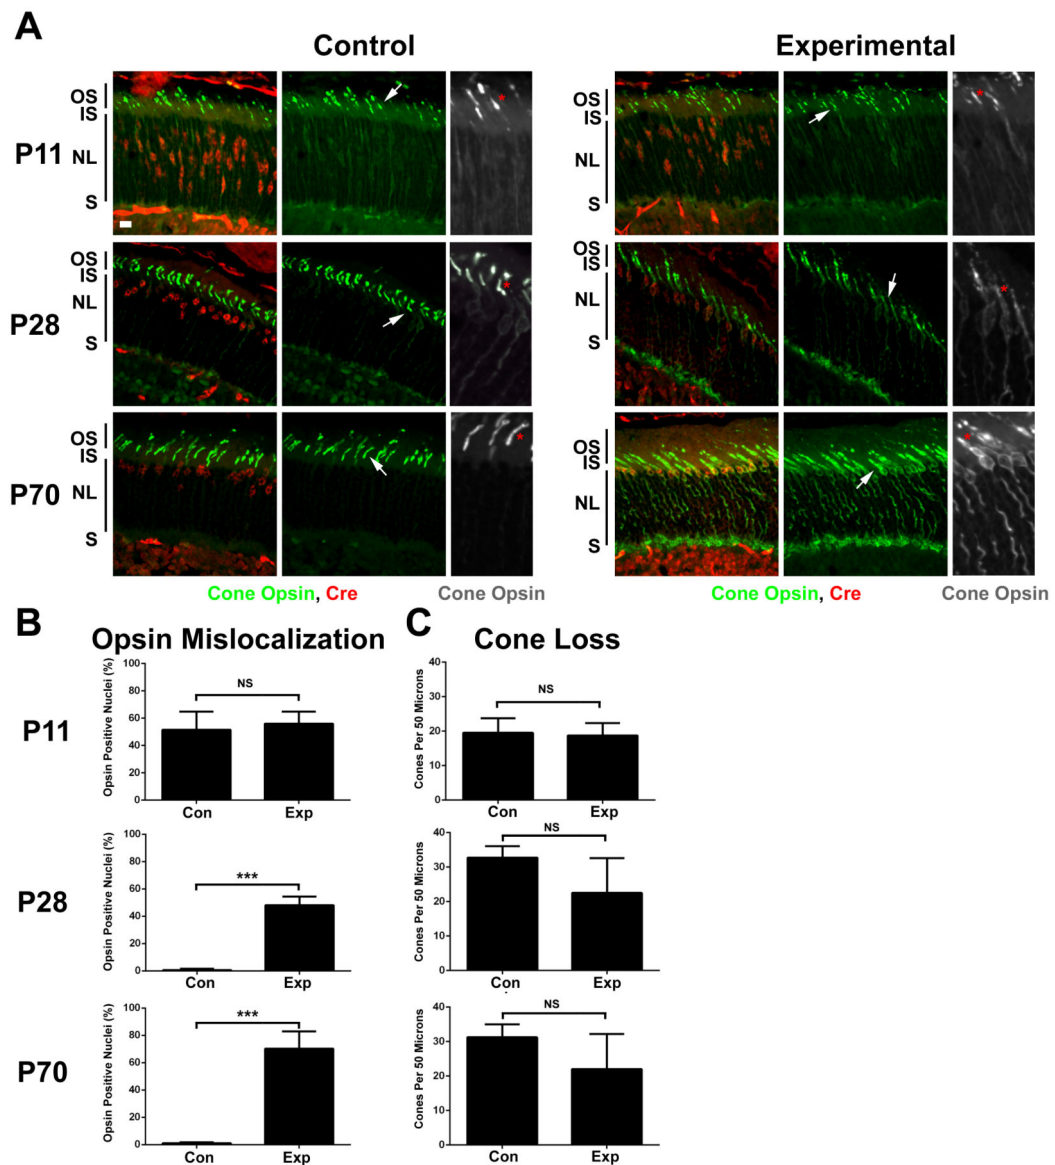 A
Control
Experimental
P11
OS
IS
NL
S
*
OS
IS
NL
S
*
P28
OS
IS
NL
S
*
OS
IS
NL
S
*
P70
OS
IS
NL
S
*
OS
IS
NL
S
*
Cone Opsin, Cre
Cone Opsin
Cone Opsin, Cre
Cone Opsin
B
Opsin Mislocalization
C
Cone Loss
P11
Opsin Positive Nuclei (%)
100
80
60
40
20
0
NS
Con
Exp
Cones Per 50 Microns
40
30
20
10
0
NS
Con
Exp
P28
Opsin Positive Nuclei (%)
100
80
60
40
20
0
***
Con
Exp
Cones Per 50 Microns
40
30
20
10
0
NS
Con
Exp
P70
Opsin Positive Nuclei (%)
100
80
60
40
20
0
***
Con
Exp
Cones Per 50 Microns
40
30
20
10
0
NS
Con
Exp